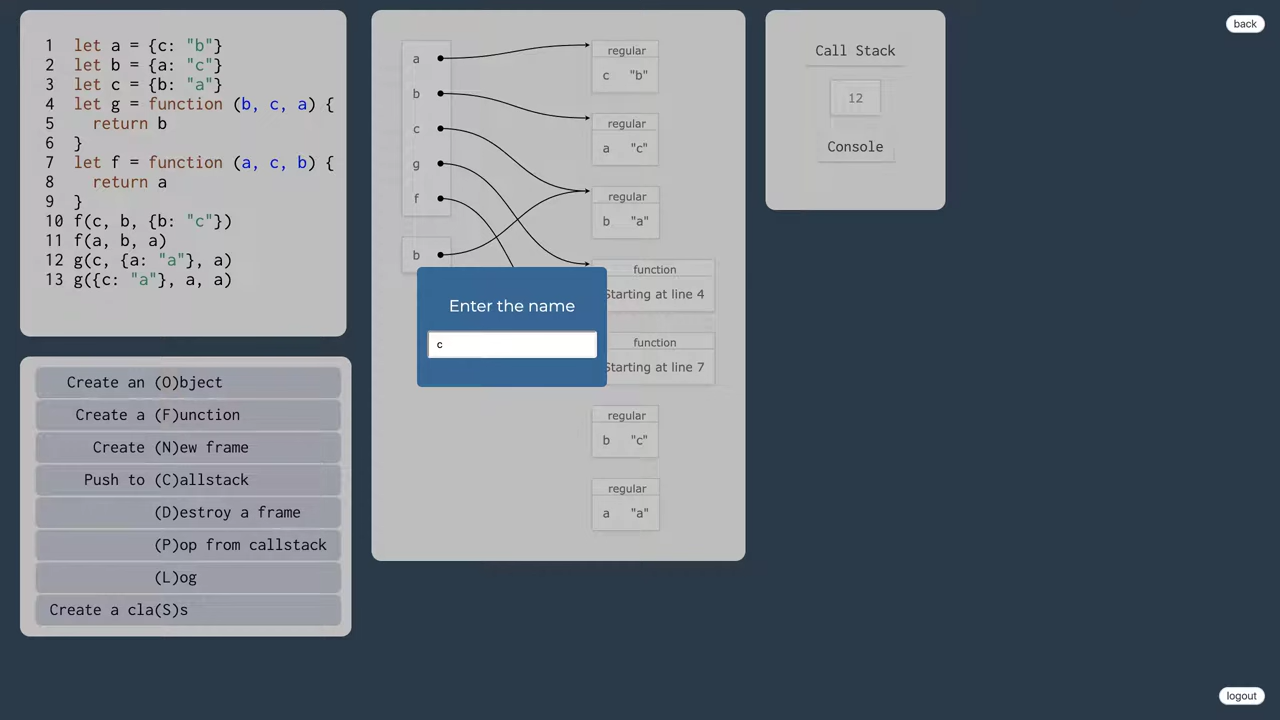 back
1 let a = {c: "b"}
2 let b = {a: "c"}
3 let c = {b: "a"}
4 let g = function (b, c, a) {
5 return b
6 }
7 let f = function (a, c, b) {
8 return a
9 }
10 f(c, b, {b: "c"})
11 f(a, b, a)
12 g(c, {a: "a"}, a)
13 g({c: "a"}, a, a)
Create an (O)bject
Create a (F)unction
Create (N)ew frame
Push to (C)allstack
(D)estroy a frame
(P)op from callstack
(L)og
Create a cla(S)s
a
b
c
g
f
b
regular
c "b"
regular
a "c"
regular
b "a"
function
Starting at line 4
function
Starting at line 7
regular
b "c"
regular
a "a"
Enter the name
c
Call Stack
12
Console
logout